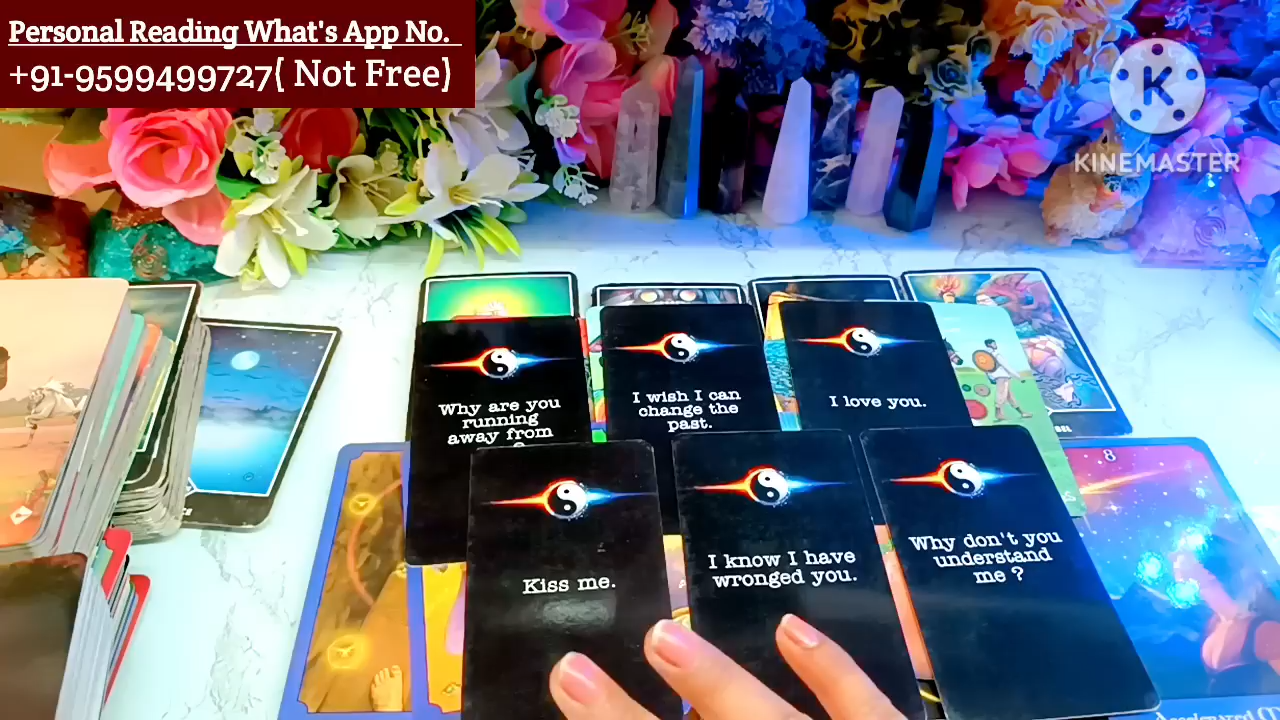 Personal Reading What's App No.
+91-9599499727( Not Free)
KINEMASTER
Why are you
running
away from
I wish I can
change the
past.
I love you.
Kiss me.
I know I have
wronged you.
Why don't you
understand
me ?
8